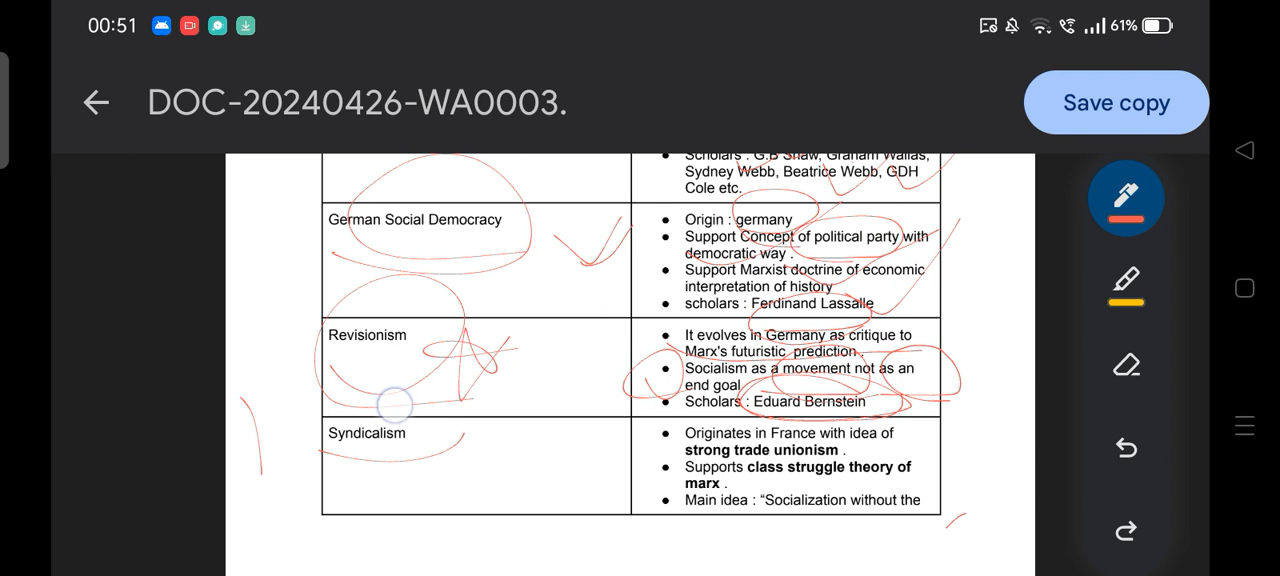 00:51
61%
DOC-20240426-WA0003.
Save copy
Scholars : G.B Shaw, Graham Wallas,
Sydney Webb, Beatrice Webb, GDH
Cole etc.
German Social Democracy
Origin : germany
Support Concept of political party with
democratic way .
Support Marxist doctrine of economic
interpretation of history
scholars : Ferdinand Lassalle
Revisionism
It evolves in Germany as critique to
Marx's futuristic prediction .
Socialism as a movement not as an
end goal
Scholars : Eduard Bernstein
Syndicalism
Originates in France with idea of
strong trade unionism .
Supports class struggle theory of
marx .
Main idea : “Socialization without the